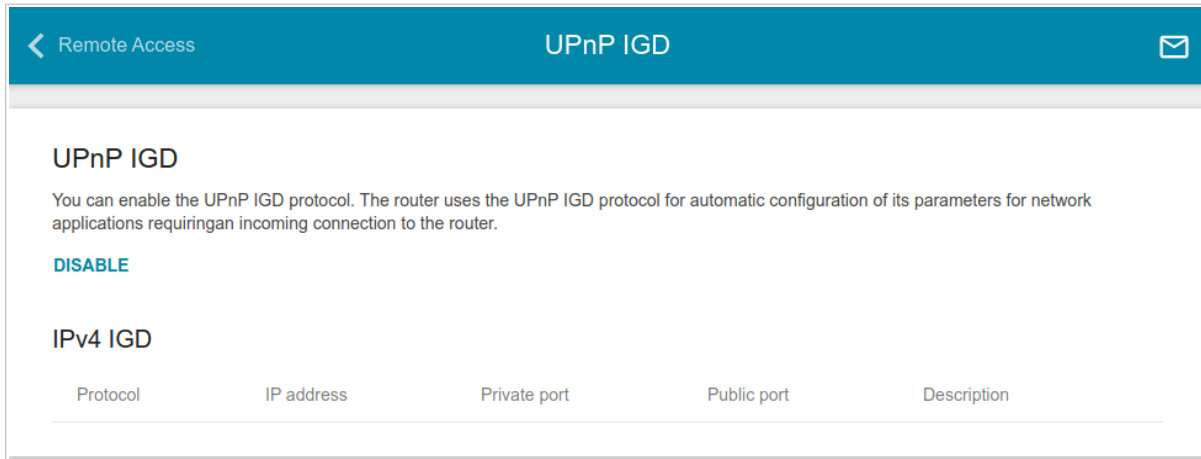 Remote Access
UPnP IGD
UPnP IGD
You can enable the UPnP IGD protocol. The router uses the UPnP IGD protocol for automatic configuration of its parameters for network
applications requiringan incoming connection to the router.
DISABLE
IPv4 IGD
Protocol IP address Private port Public port Description